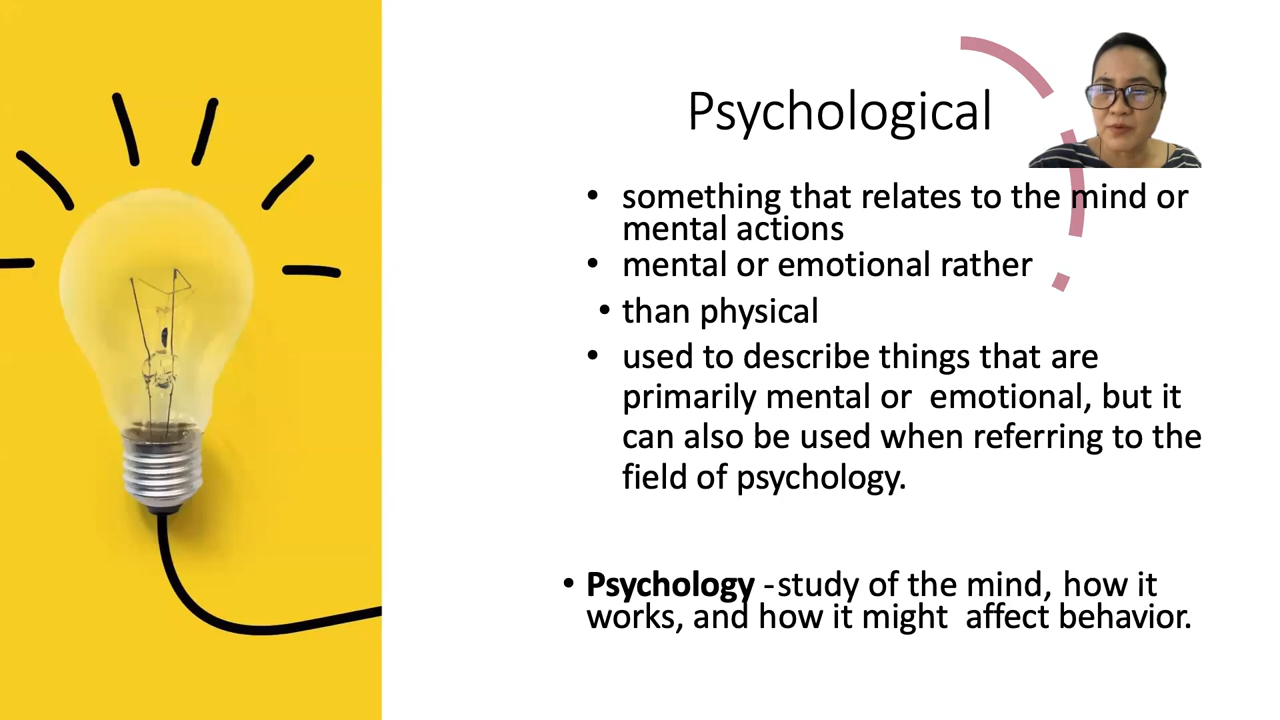 Psychological
• something that relates to the mind or
mental actions
• mental or emotional rather
• than physical
• used to describe things that are
primarily mental or  emotional, but it
can also be used when referring to the
field of psychology.
• Psychology -study of the mind, how it
works, and how it might  affect behavior.